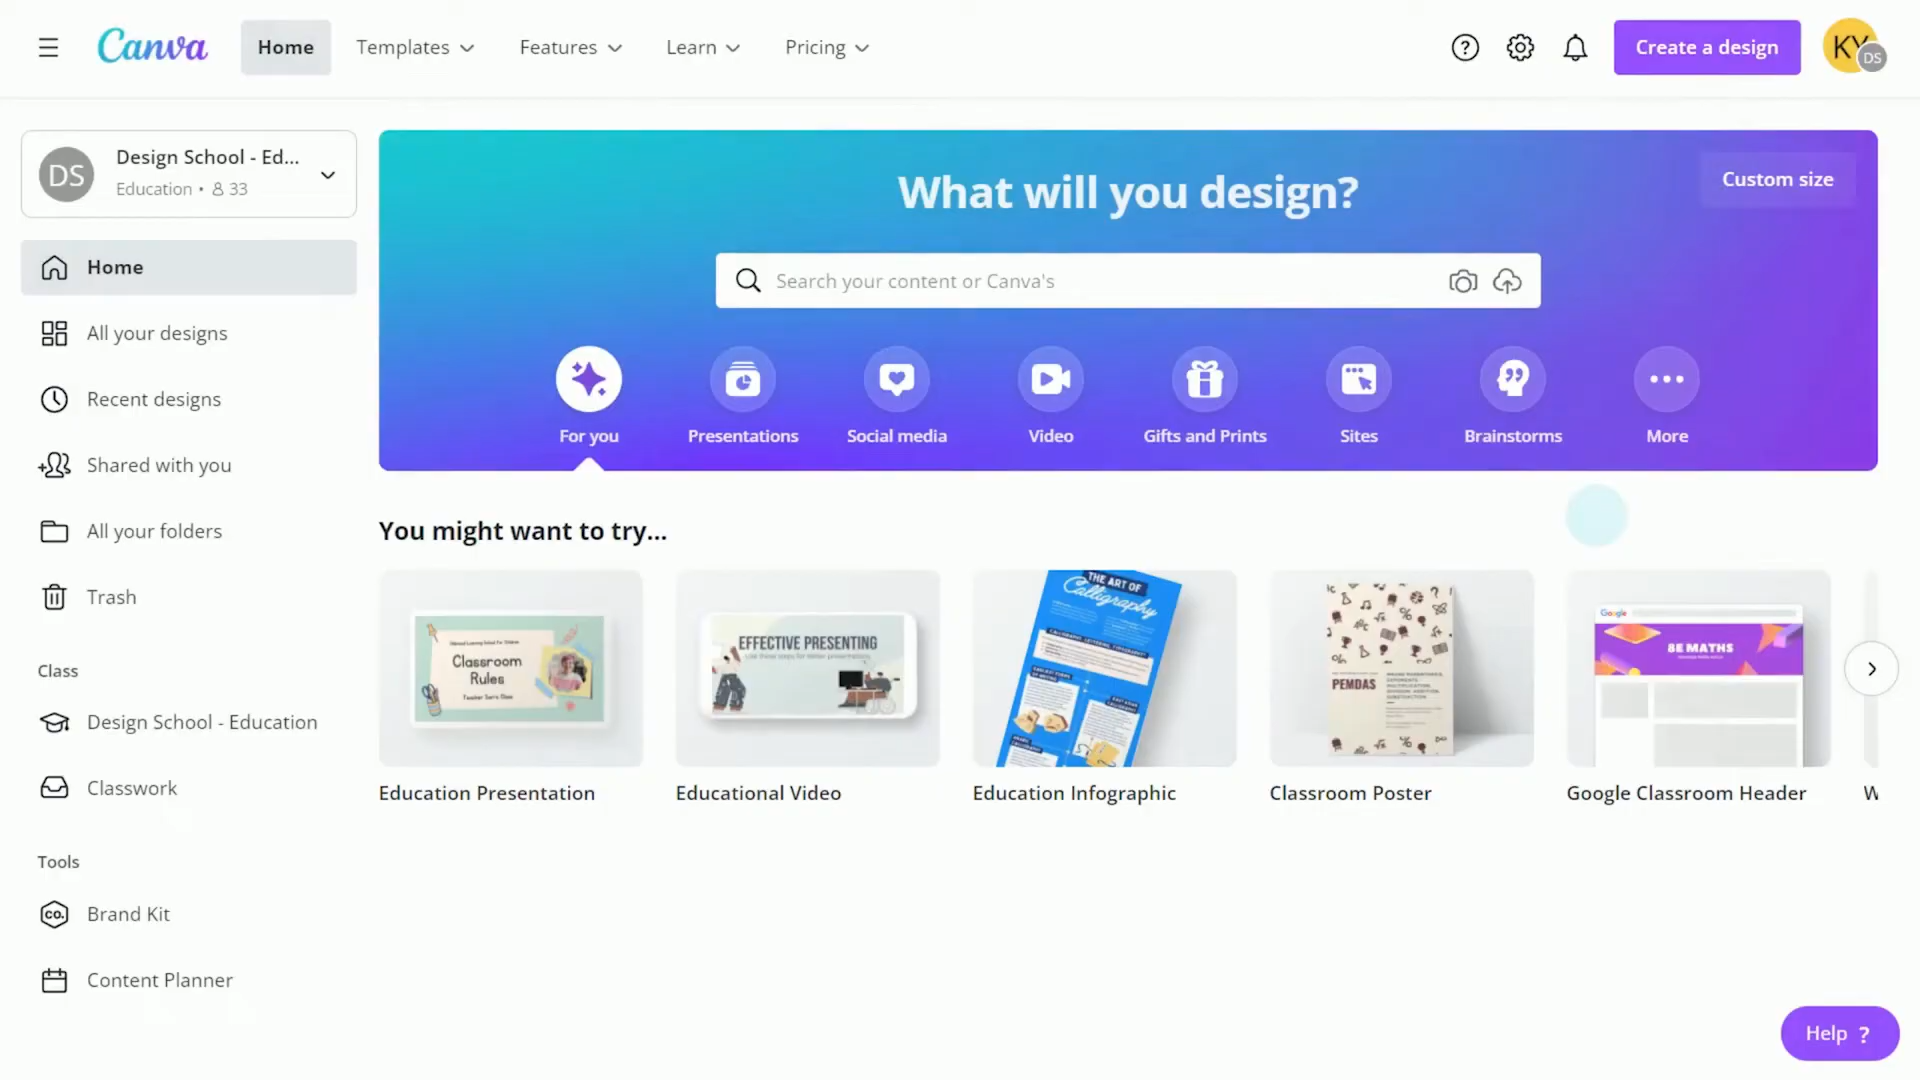 Canva
Home
Templates
Features
Learn
Pricing
Create a design
KY
DS
DS
Design School - Ed...
Education • 33
Home
All your designs
Recent designs
Shared with you
All your folders
Trash
Class
Design School - Education
Classwork
Tools
CO.
Brand Kit
Content Planner
What will you design?
Custom size
Search your content or Canva's
For you
Presentations
Social media
Video
Gifts and Prints
Sites
Brainstorms
More
You might want to try...
Classroom
Rules
EFFECTIVE PRESENTING
THE ART OF
Calligraphy
PEMDAS
Google
8E MATHS
Education Presentation
Educational Video
Education Infographic
Classroom Poster
Google Classroom Header
W
Help ?